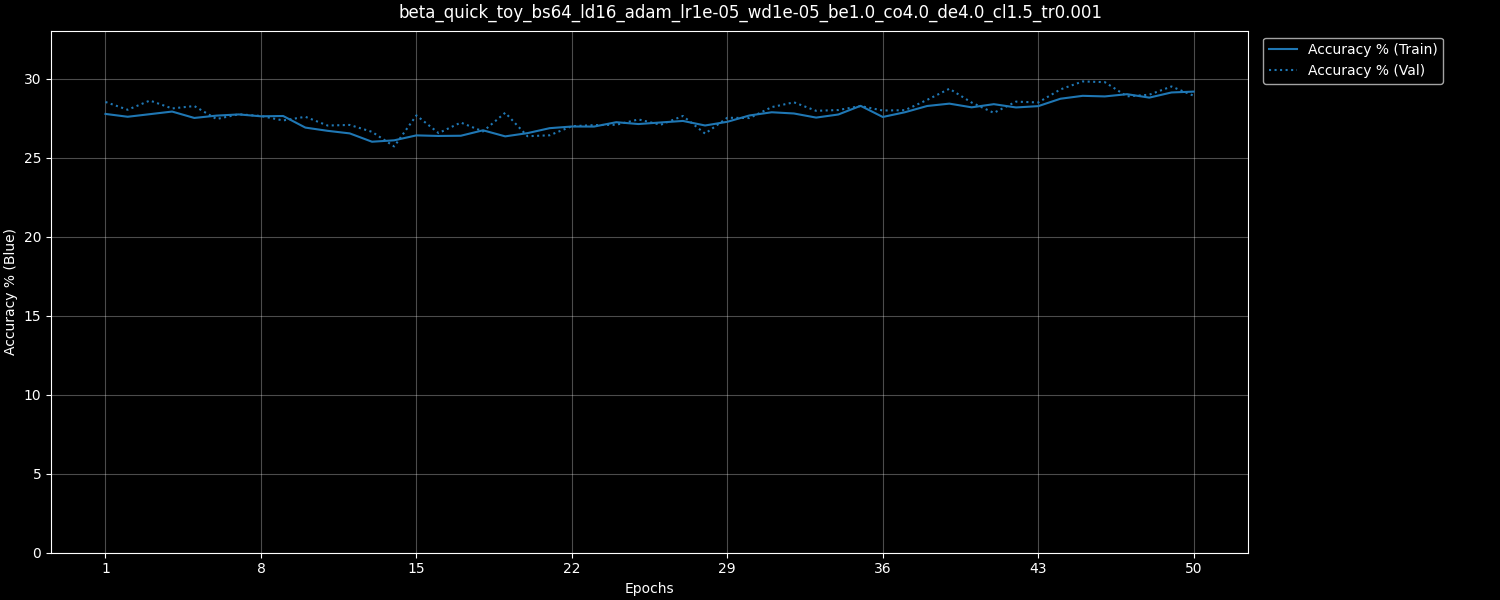 beta_quick_toy_bs64_ld16_adam_lr1e-05_wd1e-05_be1.0_co4.0_de4.0_cl1.5_tr0.001
Accuracy % (Train)
Accuracy % (Val)
Accuracy % (Blue)
30
25
20
15
10
5
0
1 8 15 22 29 36 43 50
Epochs